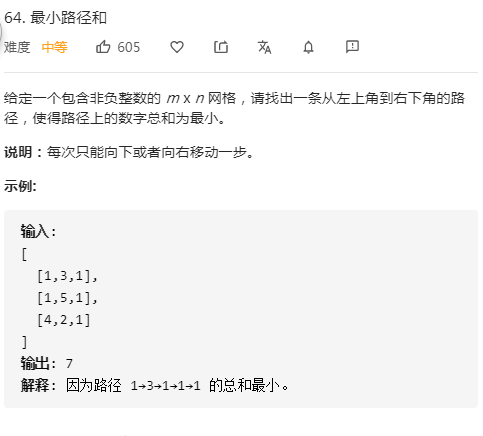 64. 最小路径和
难度 中等 605
给定一个包含非负整数的 m x n 网格，请找出一条从左上角到右下角的路
径，使得路径上的数字总和为最小。
说明：每次只能向下或者向右移动一步。
示例:
输入:
[
[1,3,1],
[1,5,1],
[4,2,1]
]
输出: 7
解释: 因为路径 1→3→1→1→1 的总和最小。